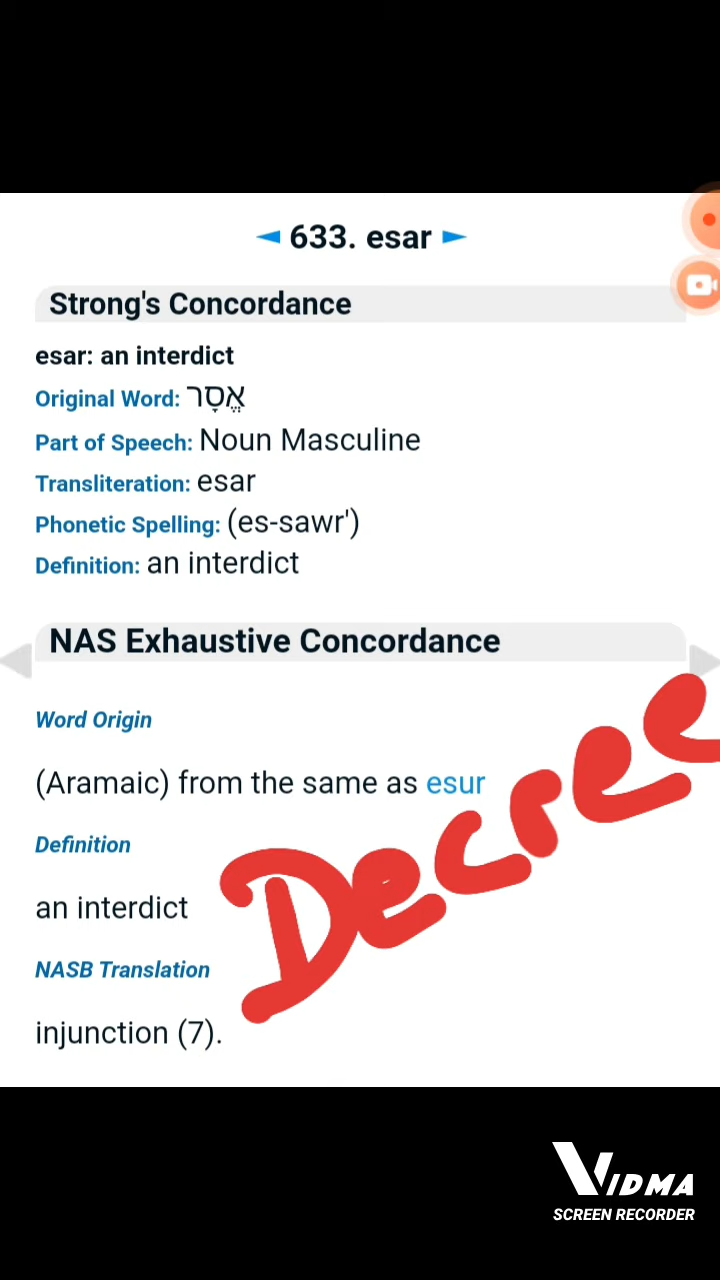 633. esar
Strong's Concordance
esar: an interdict
Original Word: אֱסָר
Part of Speech: Noun Masculine
Transliteration: esar
Phonetic Spelling: (es-sawr')
Definition: an interdict
NAS Exhaustive Concordance
Word Origin
(Aramaic) from the same as esur
Definition
an interdict
Decree
NASB Translation
injunction (7).
VIDMA
SCREEN RECORDER